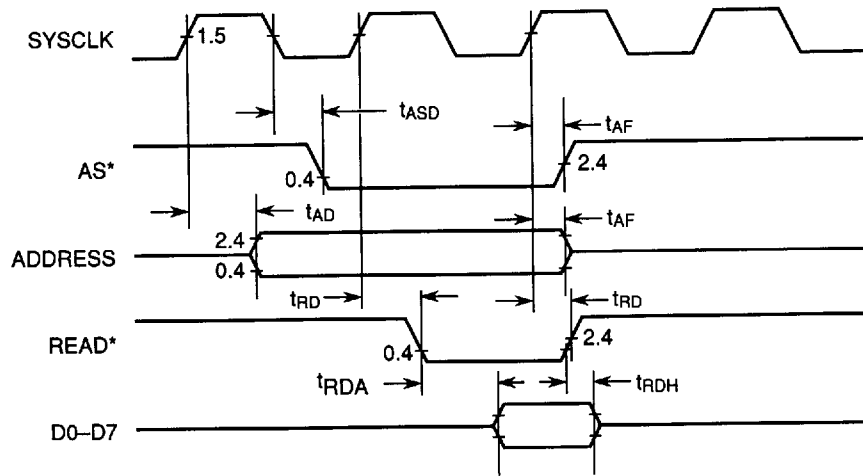 SYSCLK
1.5
tASD
tAF
AS*
0.4
2.4
tAD
tAF
2.4
ADDRESS
0.4
tRD
tRD
READ*
0.4
2.4
tRDA
tRDH
D0–D7